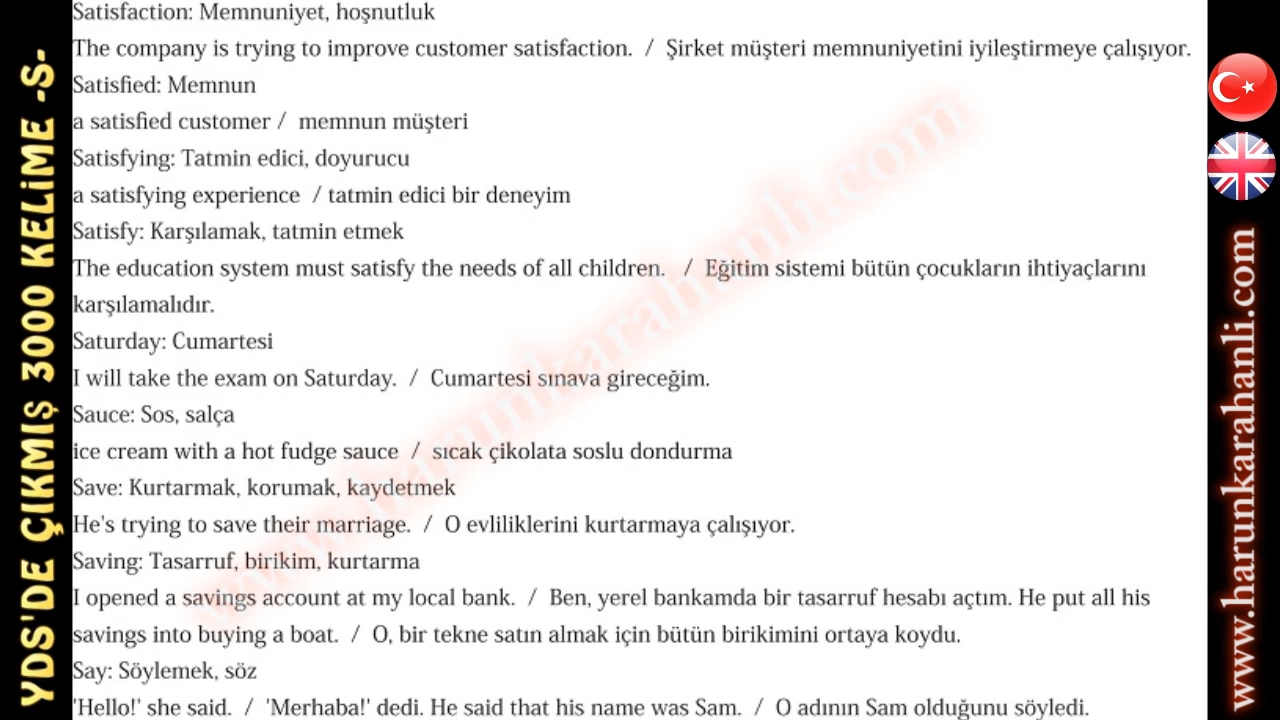 YDS'DE ÇIKMIŞ 3000 KELİME -S-
Satisfaction: Memnuniyet, hoşnutluk
The company is trying to improve customer satisfaction.  /  Şirket müşteri memnuniyetini iyileştirmeye çalışıyor.
Satisfied: Memnun
a satisfied customer /  memnun müşteri
Satisfying: Tatmin edici, doyurucu
a satisfying experience  / tatmin edici bir deneyim
Satisfy: Karşılamak, tatmin etmek
The education system must satisfy the needs of all children.  /  Eğitim sistemi bütün çocukların ihtiyaçlarını
karşılamalıdır.
Saturday: Cumartesi
I will take the exam on Saturday.  /  Cumartesi sınava gireceğim.
Sauce: Sos, salça
ice cream with a hot fudge sauce  /  sıcak çikolata soslu dondurma
Save: Kurtarmak, korumak, kaydetmek
He's trying to save their marriage.  /  O evliliklerini kurtarmaya çalışıyor.
Saving: Tasarruf, birikim, kurtarma
I opened a savings account at my local bank.  /  Ben, yerel bankamda bir tasarruf hesabı açtım. He put all his
savings into buying a boat.  /  O, bir tekne satın almak için bütün birikimini ortaya koydu.
Say: Söylemek, söz
'Hello!' she said.  /  'Merhaba!' dedi. He said that his name was Sam.  /  O adının Sam olduğunu söyledi.
www.harunkarahanli.com
www.harunkarahanli.com